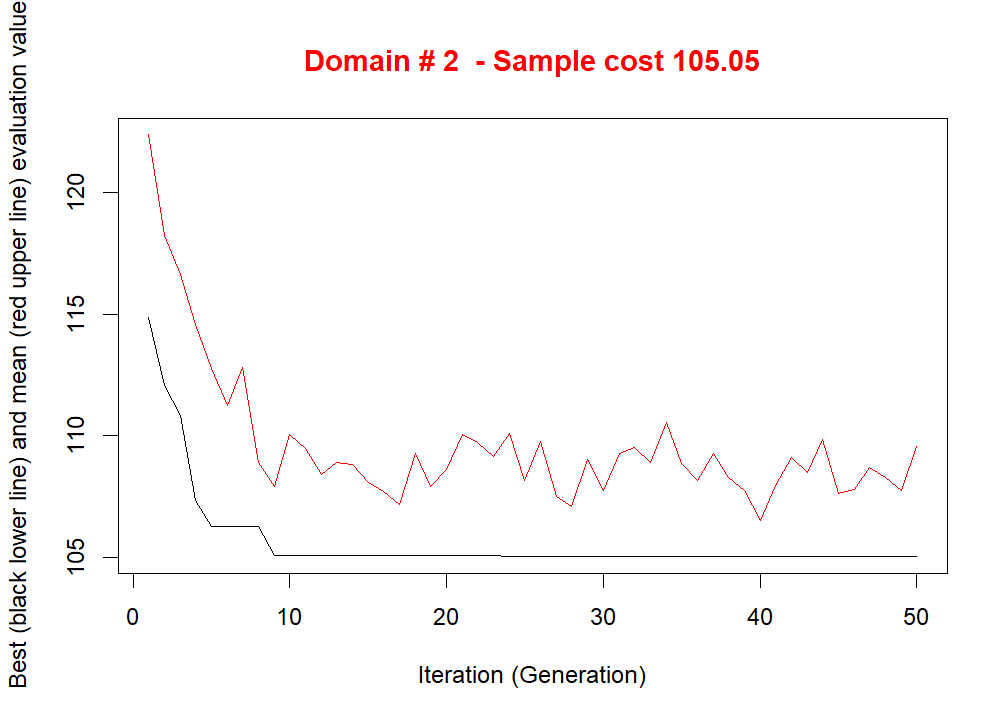 Domain # 2  - Sample cost 105.05
Best (black lower line) and mean (red upper line) evaluation value
120
115
110
105
0 10 20 30 40 50
Iteration (Generation)